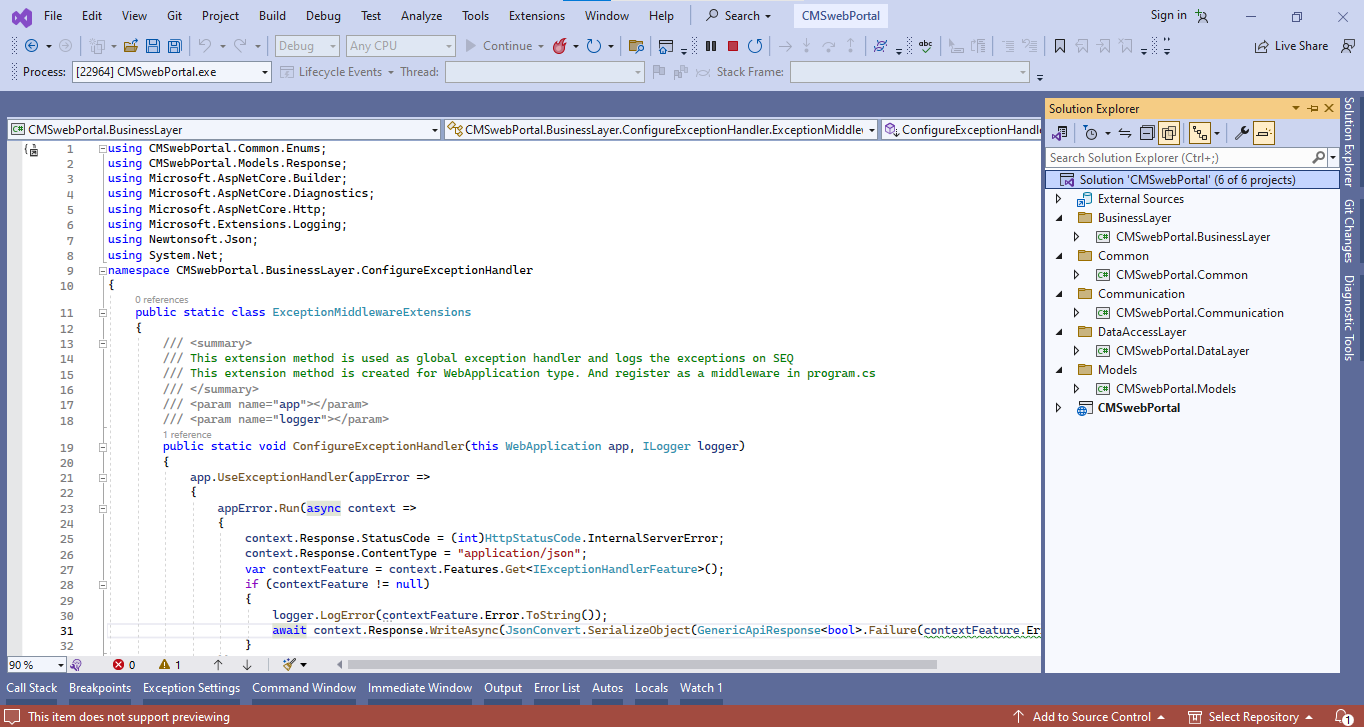 File Edit View Git Project Build Debug Test Analyze Tools Extensions Window Help Search CMSwebPortal Sign in
Debug Any CPU Continue Live Share
Process: [22964] CMSwebPortal.exe Lifecycle Events Thread: Stack Frame:
Solution Explorer
CMSwebPortal.BusinessLayer CMSwebPortal.BusinessLayer.ConfigureExceptionHandler.ExceptionMiddlew ConfigureExceptionHandl
1 using CMSwebPortal.Common.Enums;
2 using CMSwebPortal.Models.Response;
3 using Microsoft.AspNetCore.Builder;
4 using Microsoft.AspNetCore.Diagnostics;
5 using Microsoft.AspNetCore.Http;
6 using Microsoft.Extensions.Logging;
7 using Newtonsoft.Json;
8 using System.Net;
9 namespace CMSwebPortal.BusinessLayer.ConfigureExceptionHandler
10 {
0 references
11 public static class ExceptionMiddlewareExtensions
12 {
13 /// <summary>
14 /// This extension method is used as global exception handler and logs the exceptions on SEQ
15 /// This extension method is created for WebApplication type. And register as a middleware in program.cs
16 /// </summary>
17 /// <param name="app"></param>
18 /// <param name="logger"></param>
1 reference
19 public static void ConfigureExceptionHandler(this WebApplication app, ILogger logger)
20 {
21 app.UseExceptionHandler(appError =>
22 {
23 appError.Run(async context =>
24 {
25 context.Response.StatusCode = (int)HttpStatusCode.InternalServerError;
26 context.Response.ContentType = "application/json";
27 var contextFeature = context.Features.Get<IExceptionHandlerFeature>();
28 if (contextFeature != null)
29 {
30 logger.LogError(contextFeature.Error.ToString());
31 await context.Response.WriteAsync(JsonConvert.SerializeObject(GenericApiResponse<bool>.Failure(contextFeature.Er
32 }
90 % 0 1
Search Solution Explorer (Ctrl+;)
Solution 'CMSwebPortal' (6 of 6 projects)
External Sources
BusinessLayer
C# CMSwebPortal.BusinessLayer
Common
C# CMSwebPortal.Common
Communication
C# CMSwebPortal.Communication
DataAccessLayer
C# CMSwebPortal.DataLayer
Models
C# CMSwebPortal.Models
CMSwebPortal
Solution Explorer
Git Changes
Diagnostic Tools
Call Stack Breakpoints Exception Settings Command Window Immediate Window Output Error List Autos Locals Watch 1
This item does not support previewing Add to Source Control Select Repository 1